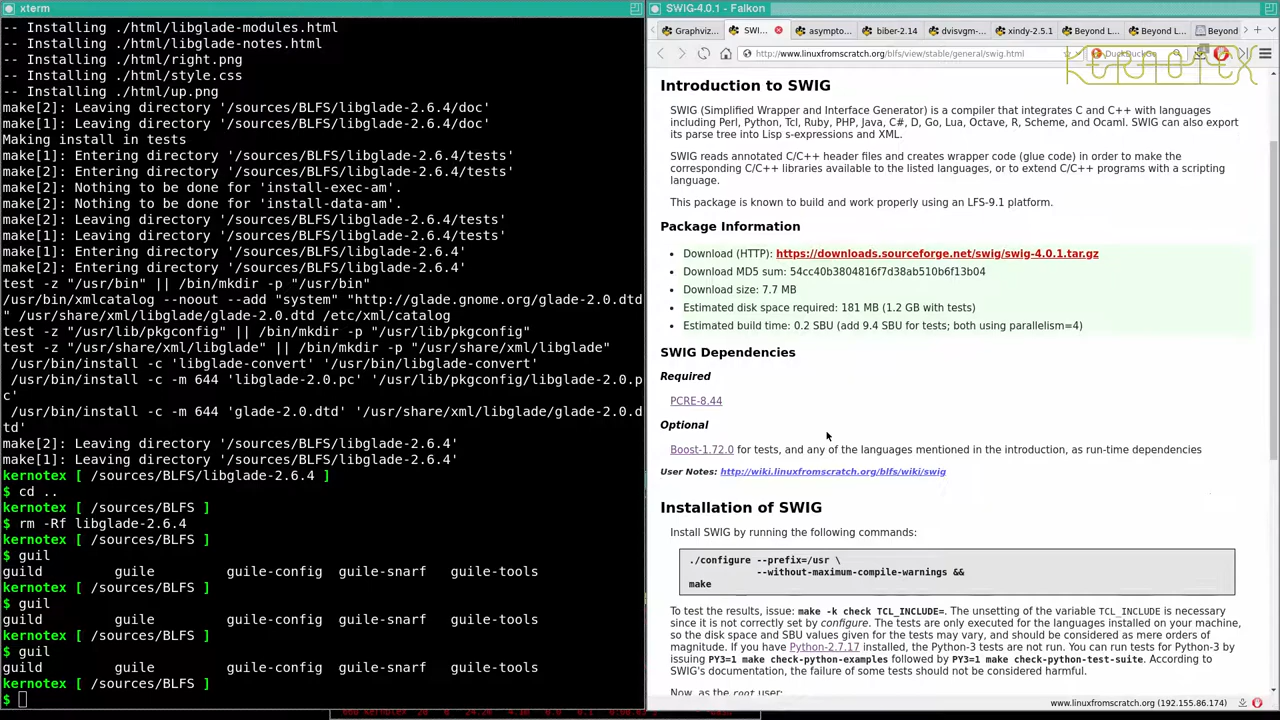 xterm
-- Installing ./html/libglade-modules.html
-- Installing ./html/libglade-notes.html
-- Installing ./html/right.png
-- Installing ./html/style.css
-- Installing ./html/up.png
make[2]: Leaving directory '/sources/BLFS/libglade-2.6.4/doc'
make[1]: Leaving directory '/sources/BLFS/libglade-2.6.4/doc'
Making install in tests
make[1]: Entering directory '/sources/BLFS/libglade-2.6.4/tests'
make[2]: Entering directory '/sources/BLFS/libglade-2.6.4/tests'
make[2]: Nothing to be done for 'install-exec-am'.
make[2]: Nothing to be done for 'install-data-am'.
make[2]: Leaving directory '/sources/BLFS/libglade-2.6.4/tests'
make[1]: Leaving directory '/sources/BLFS/libglade-2.6.4/tests'
make[1]: Entering directory '/sources/BLFS/libglade-2.6.4'
make[2]: Entering directory '/sources/BLFS/libglade-2.6.4'
test -z "/usr/bin" || /bin/mkdir -p "/usr/bin"
/usr/bin/xmlcatalog --noout --add "system" "http://glade.gnome.org/glade-2.0.dtd
" /usr/share/xml/libglade/glade-2.0.dtd /etc/xml/catalog
test -z "/usr/lib/pkgconfig" || /bin/mkdir -p "/usr/lib/pkgconfig"
test -z "/usr/share/xml/libglade" || /bin/mkdir -p "/usr/share/xml/libglade"
/usr/bin/install -c 'libglade-convert' '/usr/bin/libglade-convert'
/usr/bin/install -c -m 644 'libglade-2.0.pc' '/usr/lib/pkgconfig/libglade-2.0.p
c'
/usr/bin/install -c -m 644 'glade-2.0.dtd' '/usr/share/xml/libglade/glade-2.0.d
td'
make[2]: Leaving directory '/sources/BLFS/libglade-2.6.4'
make[1]: Leaving directory '/sources/BLFS/libglade-2.6.4'
kernotex [ /sources/BLFS/libglade-2.6.4 ]
$ cd ..
kernotex [ /sources/BLFS ]
$ rm -Rf libglade-2.6.4
kernotex [ /sources/BLFS ]
$ guil
guild guile guile-config guile-snarf guile-tools
kernotex [ /sources/BLFS ]
$ guil
guild guile guile-config guile-snarf guile-tools
kernotex [ /sources/BLFS ]
$ guil
guild guile guile-config guile-snarf guile-tools
kernotex [ /sources/BLFS ]
$
SWIG-4.0.1 - Falkon
Graphviz... SWI... asympto... biber-2.14 dvisvgm-... xindy-2.5.1 Beyond L... Beyond L... Beyond
http://www.linuxfromscratch.org/blfs/view/stable/general/swig.html DuckDuckGo
KERNOTEX
Introduction to SWIG
SWIG (Simplified Wrapper and Interface Generator) is a compiler that integrates C and C++ with languages
including Perl, Python, Tcl, Ruby, PHP, Java, C#, D, Go, Lua, Octave, R, Scheme, and Ocaml. SWIG can also export
its parse tree into Lisp s-expressions and XML.
SWIG reads annotated C/C++ header files and creates wrapper code (glue code) in order to make the
corresponding C/C++ libraries available to the listed languages, or to extend C/C++ programs with a scripting
language.
This package is known to build and work properly using an LFS-9.1 platform.
Package Information
• Download (HTTP): https://downloads.sourceforge.net/swig/swig-4.0.1.tar.gz
• Download MD5 sum: 54cc40b3804816f7d38ab510b6f13b04
• Download size: 7.7 MB
• Estimated disk space required: 181 MB (1.2 GB with tests)
• Estimated build time: 0.2 SBU (add 9.4 SBU for tests; both using parallelism=4)
SWIG Dependencies
Required
PCRE-8.44
Optional
Boost-1.72.0 for tests, and any of the languages mentioned in the introduction, as run-time dependencies
User Notes: http://wiki.linuxfromscratch.org/blfs/wiki/swig
Installation of SWIG
Install SWIG by running the following commands:
./configure --prefix=/usr \
--without-maximum-compile-warnings &&
make
To test the results, issue: make -k check TCL_INCLUDE=. The unsetting of the variable TCL_INCLUDE is necessary
since it is not correctly set by configure. The tests are only executed for the languages installed on your machine,
so the disk space and SBU values given for the tests may vary, and should be considered as mere orders of
magnitude. If you have Python-2.7.17 installed, the Python-3 tests are not run. You can run tests for Python-3 by
issuing PY3=1 make check-python-examples followed by PY3=1 make check-python-test-suite. According to
SWIG's documentation, the failure of some tests should not be considered harmful.
Now, as the root user:
www.linuxfromscratch.org (192.155.86.174)